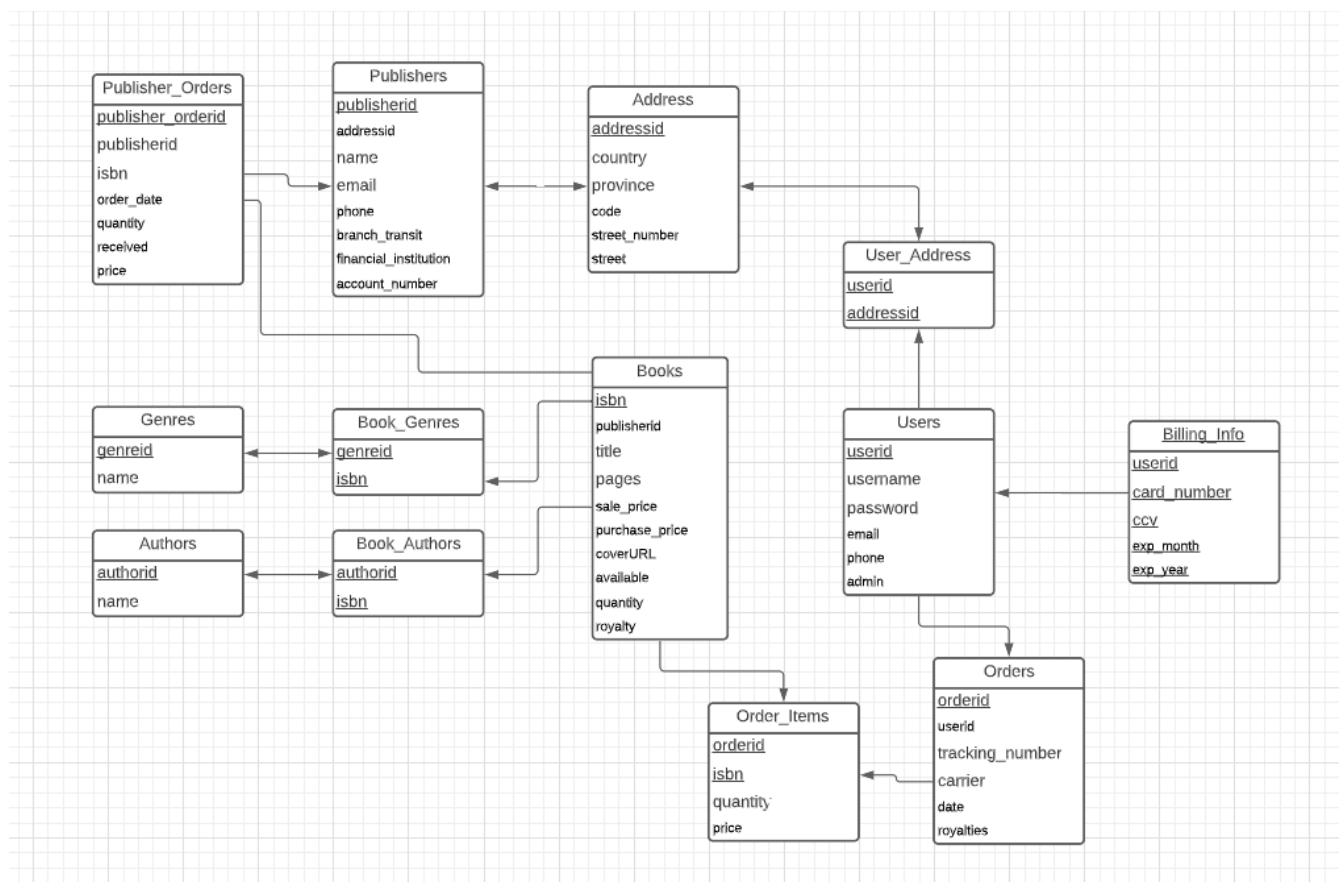 Publisher_Orders
publisher_orderid
publisherid
isbn
order_date
quantity
received
price
Publishers
publisherid
addressid
name
email
phone
branch_transit
financial_institution
account_number
Address
addressid
country
province
code
street_number
street
User_Address
userid
addressid
Genres
genreid
name
Book_Genres
genreid
isbn
Authors
authorid
name
Book_Authors
authorid
isbn
Books
isbn
publisherid
title
pages
sale_price
purchase_price
coverURL
available
quantity
royalty
Users
userid
username
password
email
phone
admin
Billing_Info
userid
card_number
ccv
exp_month
exp_year
Order_Items
orderid
isbn
quantity
price
Orders
orderid
userid
tracking_number
carrier
date
royalties